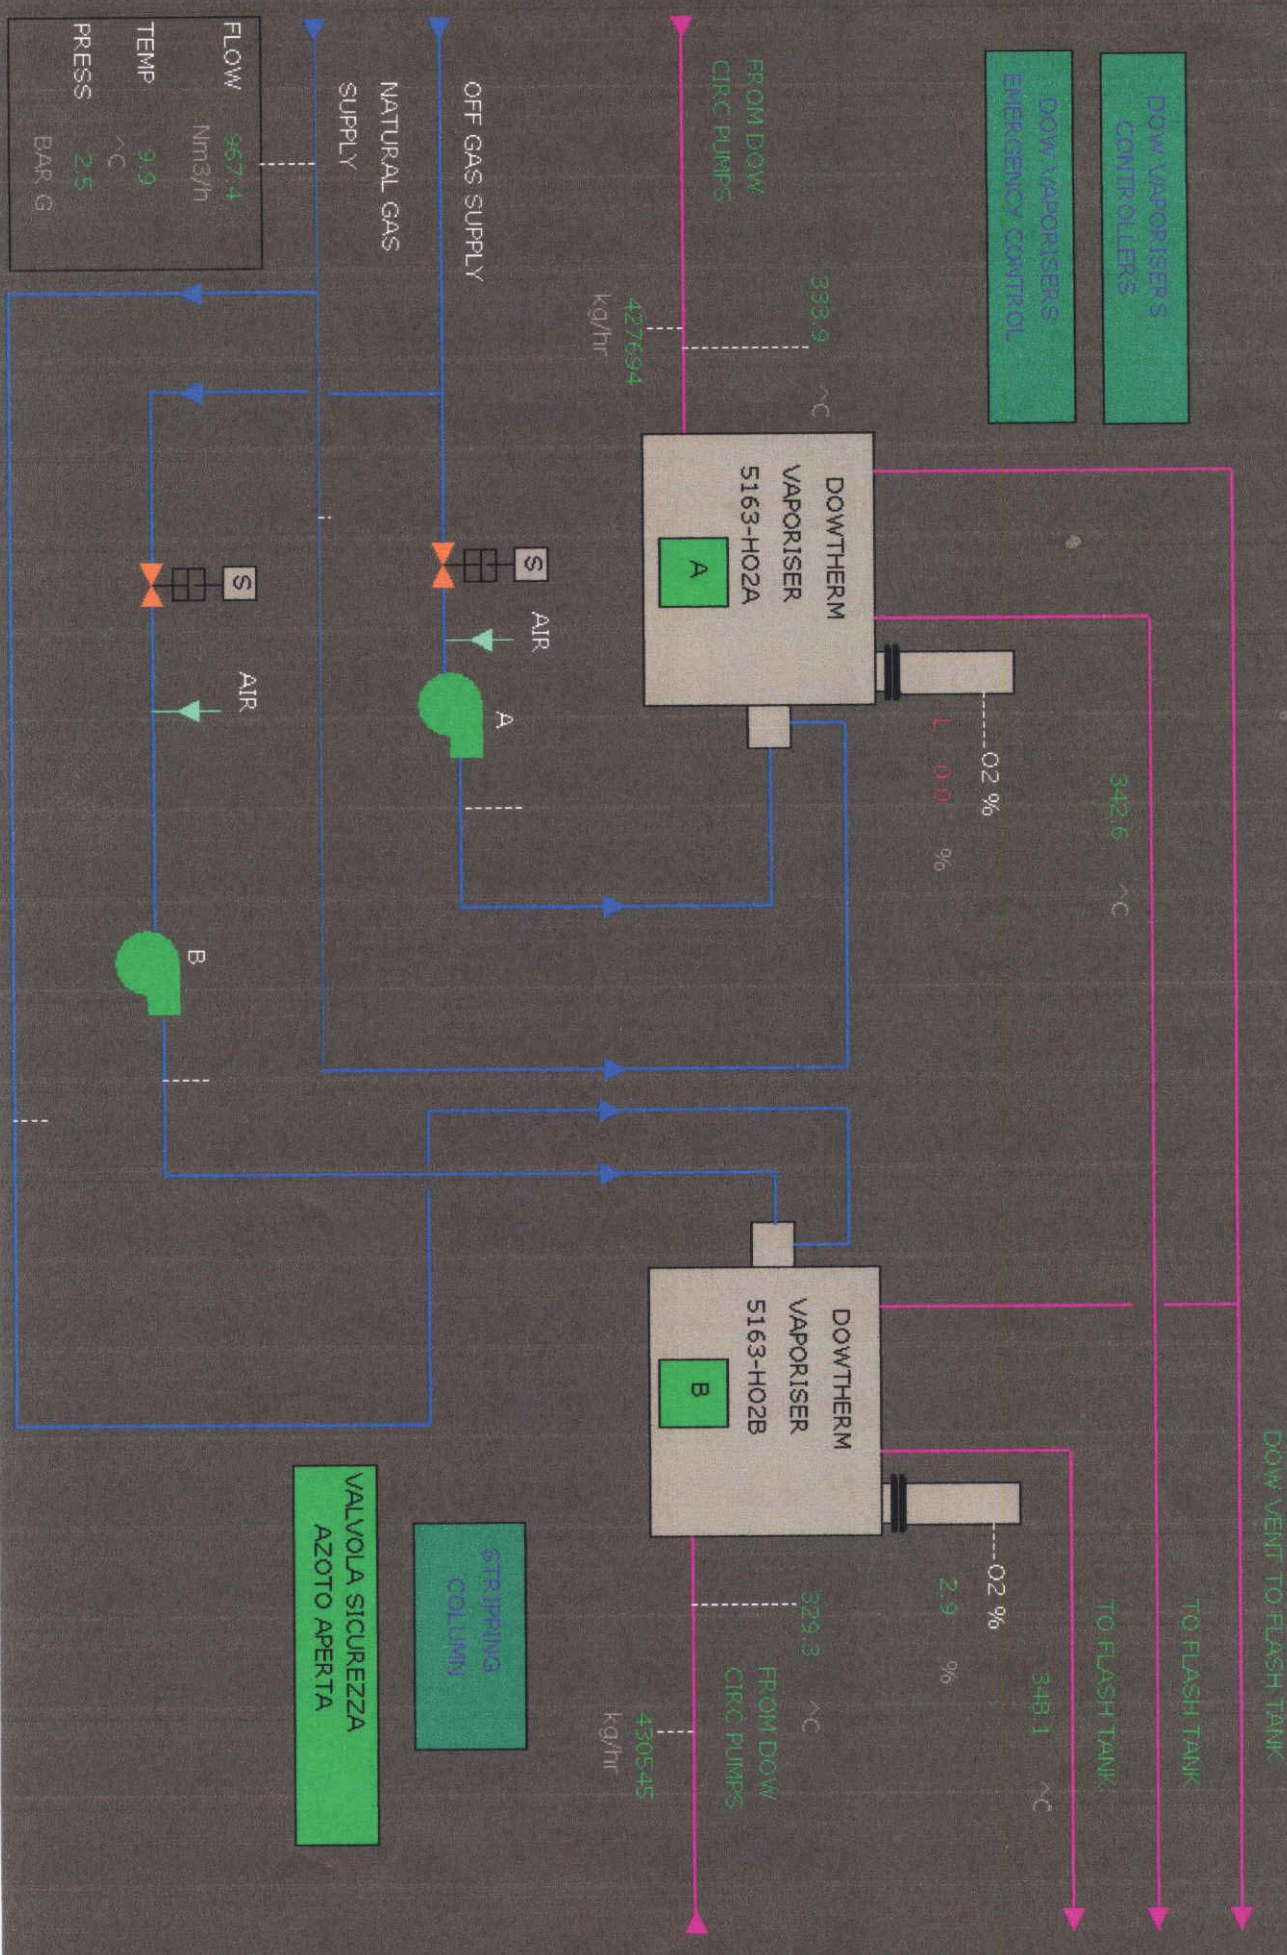 DOW VAPORISERS
CONTROLLERS
DOW VAPORISERS
EMERGENCY CONTROL
DOW VENT TO FLASH TANK
TO FLASH TANK
TO FLASH TANK
342.6 ^C
348.1 ^C
O2 %
L 0.0 %
O2 %
2.9 %
333.9 ^C
329.3 ^C
FROM DOW
CIRC PUMPS
427694
kg/hr
DOWTHERM
VAPORISER
5163-HO2A
A
DOWTHERM
VAPORISER
5163-HO2B
B
FROM DOW
CIRC PUMPS
430545
kg/hr
OFF GAS SUPPLY
NATURAL GAS
SUPPLY
S
AIR
A
S
AIR
B
FLOW 967.4
Nm3/h
TEMP 9.9
^C
PRESS 2.5
BAR G
STRIPPING
COLUMN
VALVOLA SICUREZZA
AZOTO APERTA